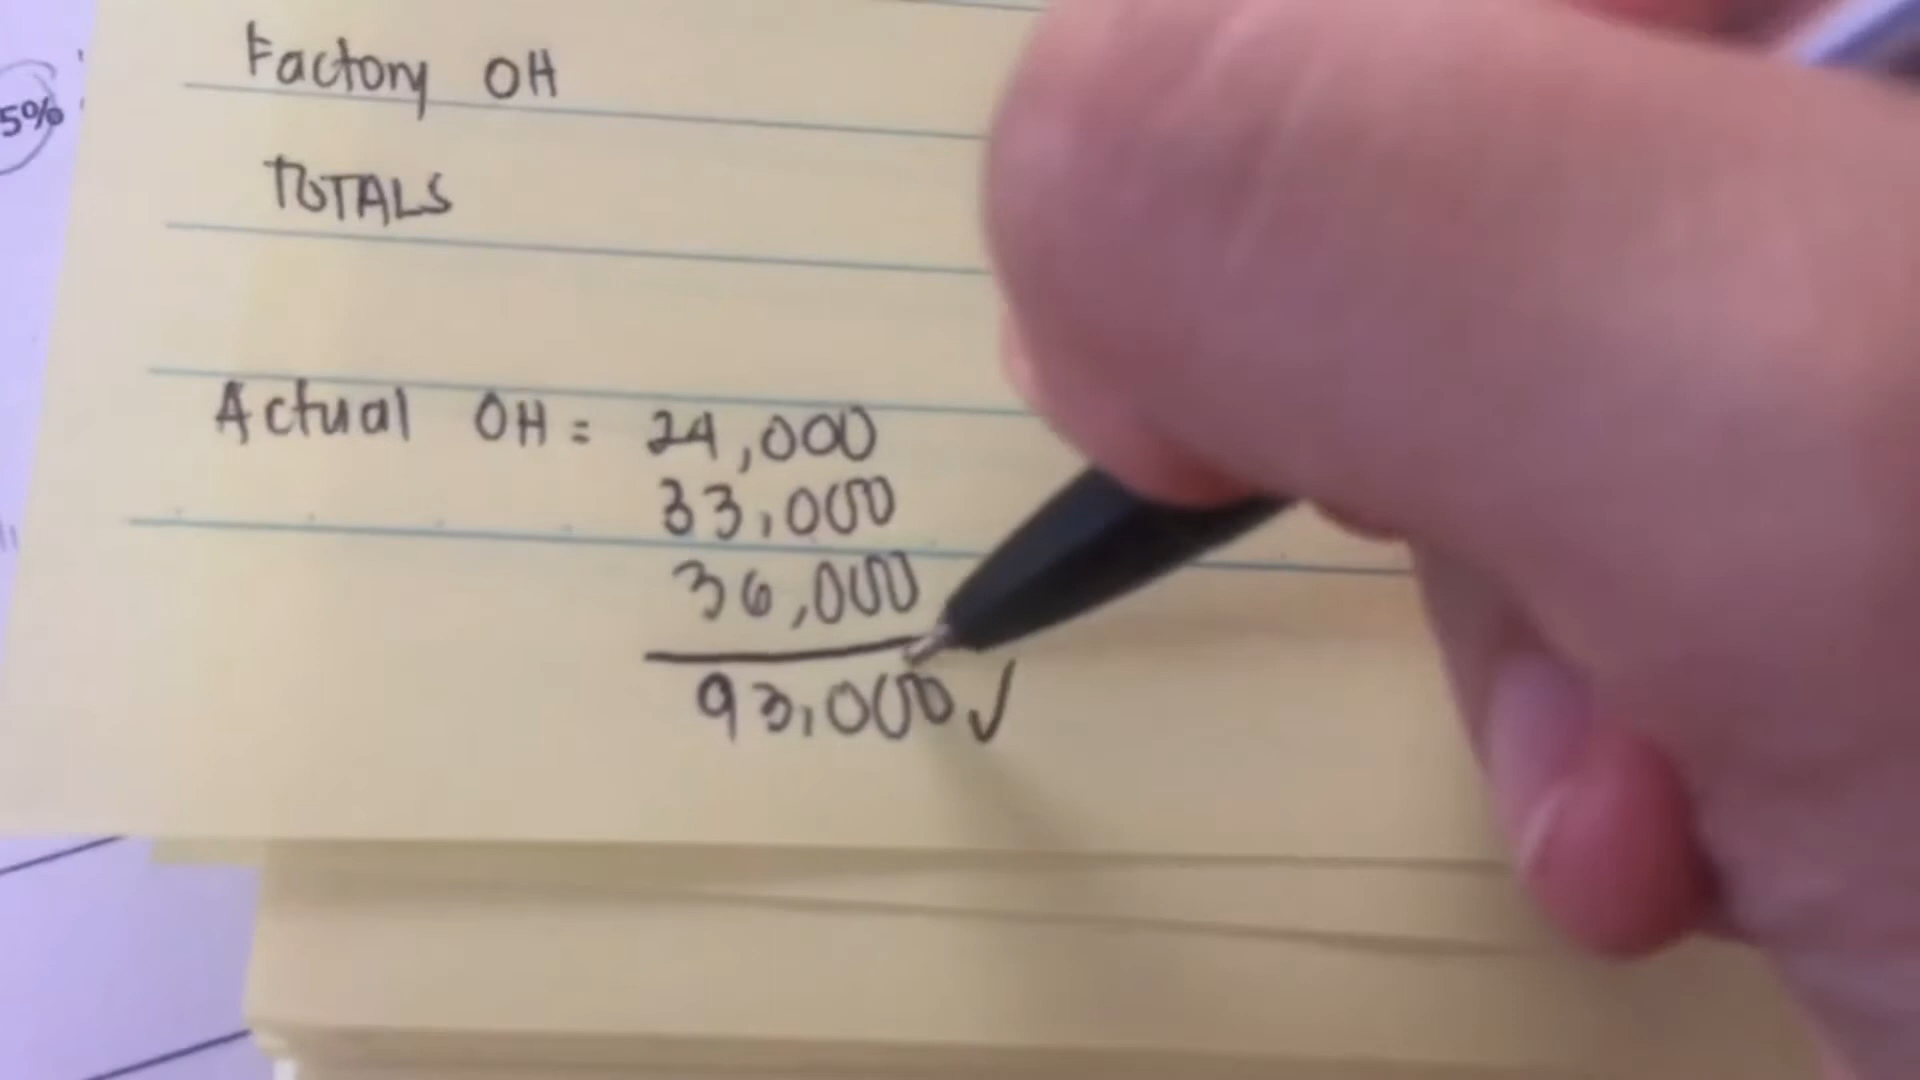 Factory OH
5%
TOTALS
Actual OH = 24,000
33,000
36,000
93,000✓